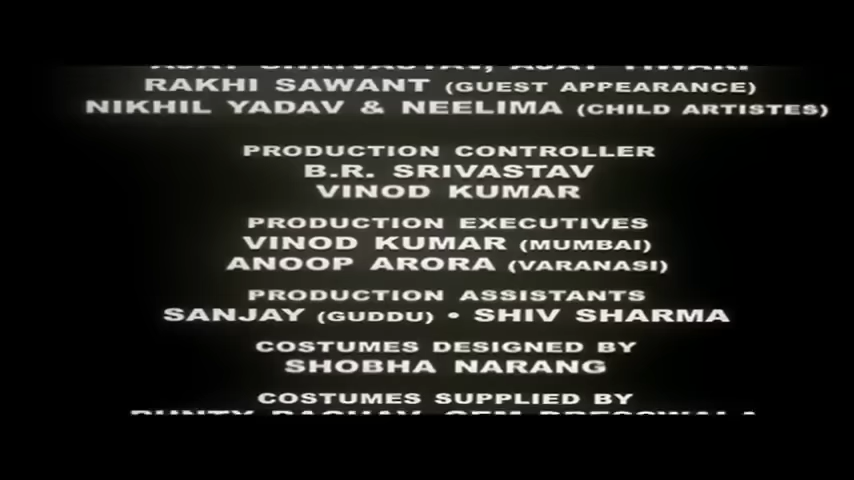 RAKHI SAWANT (GUEST APPEARANCE)
NIKHIL YADAV & NEELIMA (CHILD ARTISTES)
PRODUCTION CONTROLLER
B.R. SRIVASTAV
VINOD KUMAR
PRODUCTION EXECUTIVES
VINOD KUMAR (MUMBAI)
ANOOP ARORA (VARANASI)
PRODUCTION ASSISTANTS
SANJAY (GUDDU) • SHIV SHARMA
COSTUMES DESIGNED BY
SHOBHA NARANG
COSTUMES SUPPLIED BY